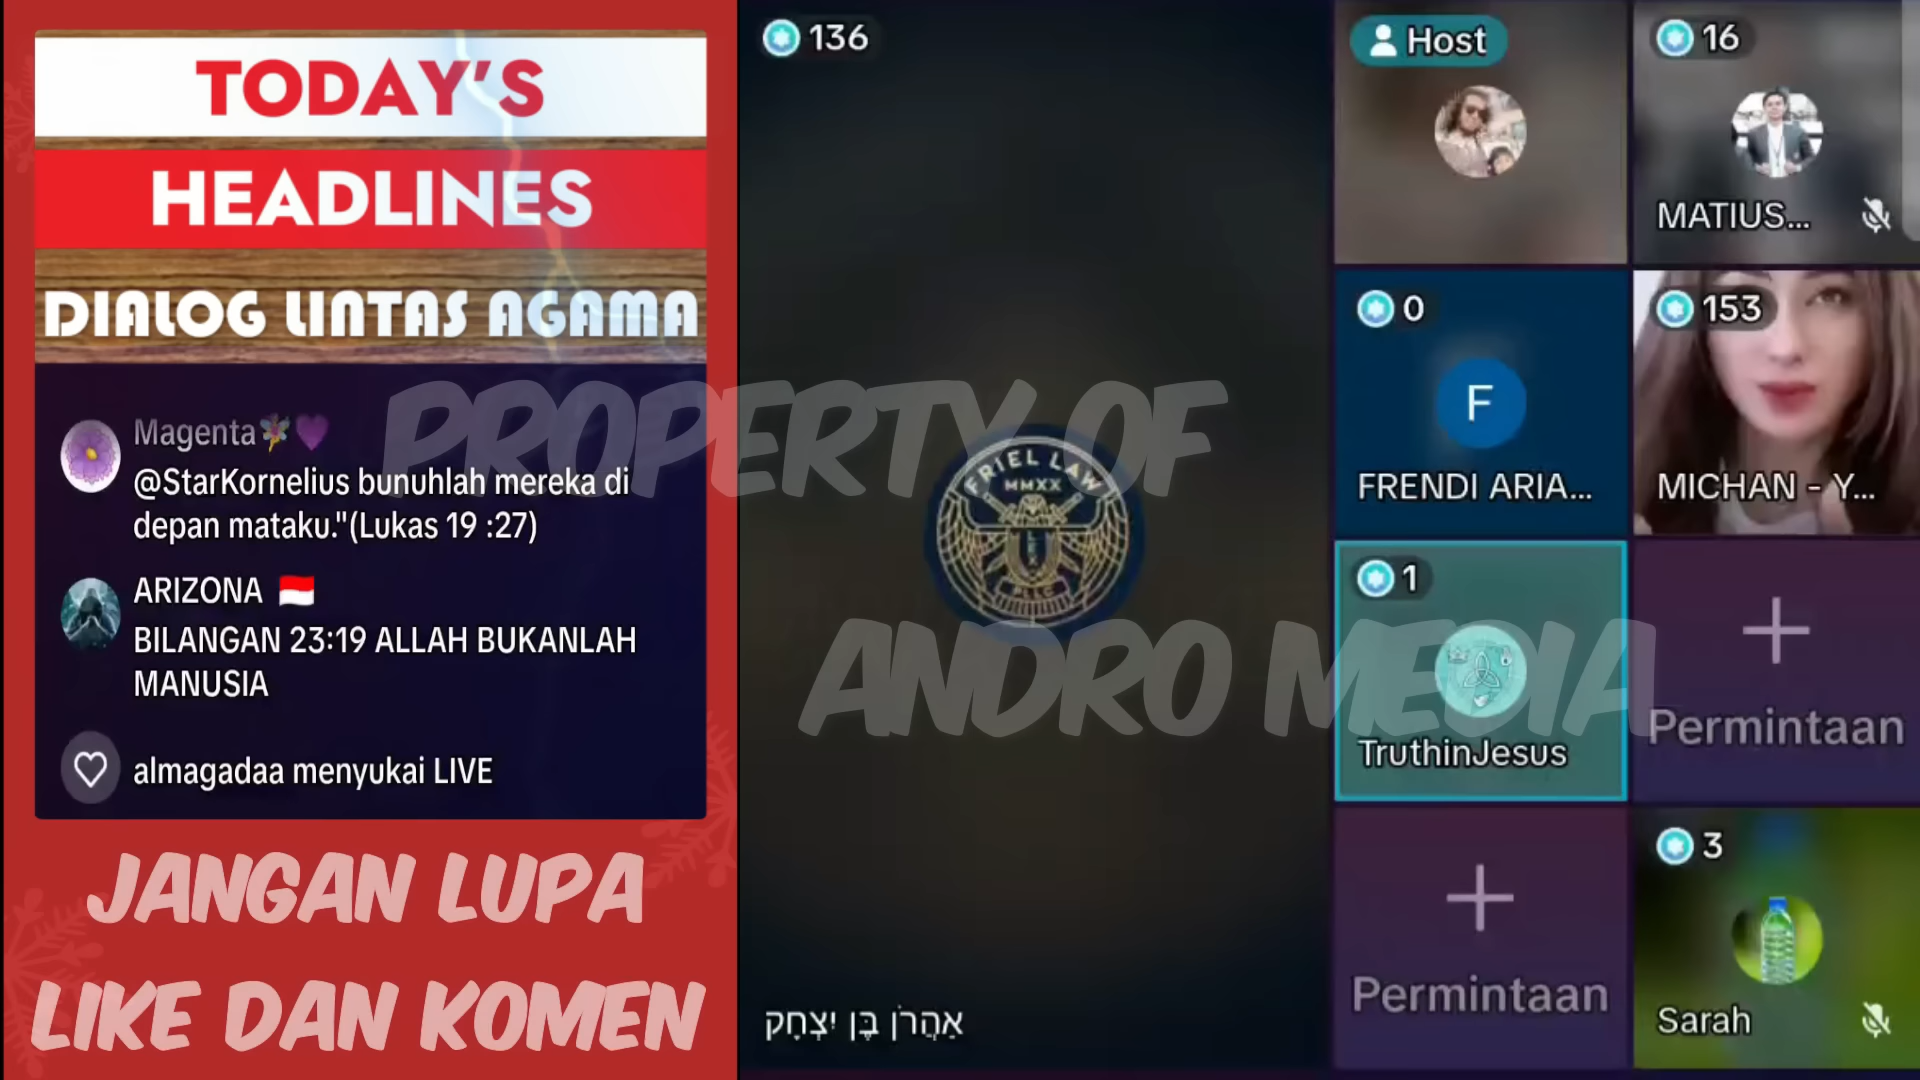 TODAY'S
HEADLINES
DIALOG LINTAS AGAMA
Magenta
@StarKornelius bunuhlah mereka di
depan mataku."(Lukas 19 :27)
ARIZONA
BILANGAN 23:19 ALLAH BUKANLAH
MANUSIA
almagadaa menyukai LIVE
JANGAN LUPA
LIKE DAN KOMEN
136
PROPERTY OF
ANDRO MEDIA
FRIEL LAW
MMXX
PLLC
אַהֲרֹן בֶּן יִצְחָק
Host
16
MATIUS...
0
F
FRENDI ARIA...
153
MICHAN - Y...
1
TruthinJesus
Permintaan
Permintaan
3
Sarah